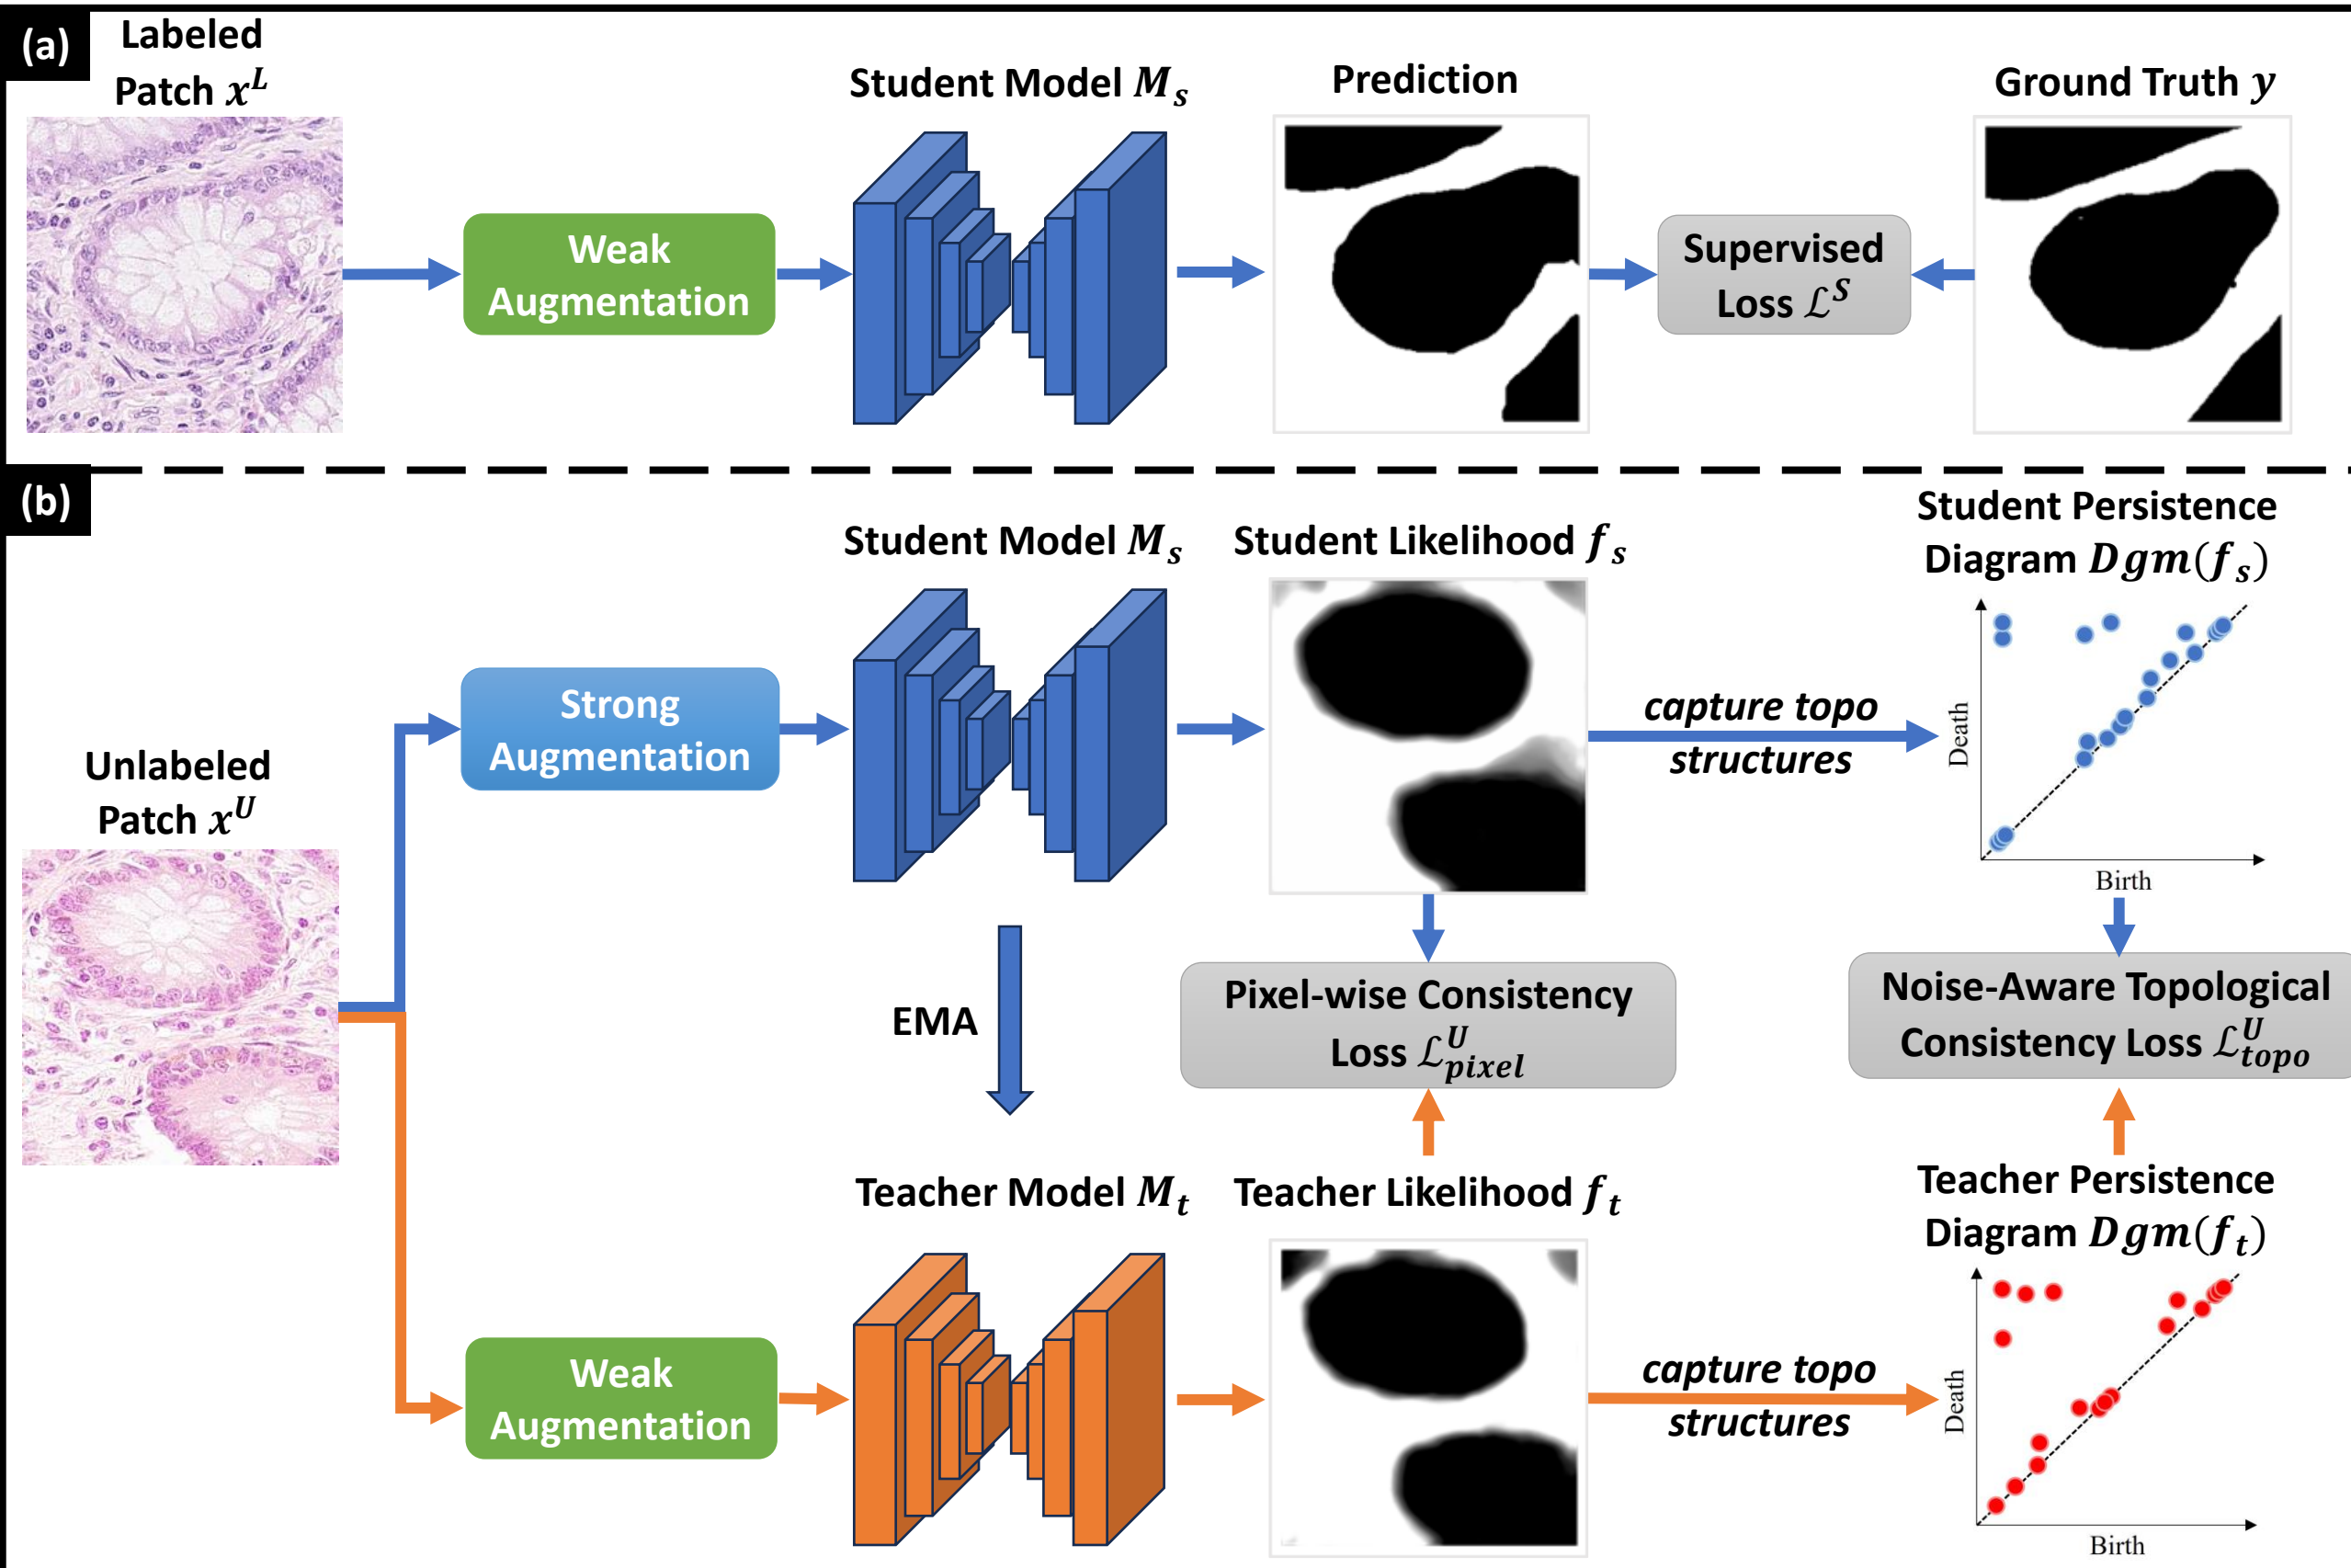 (a)
Labeled
Patch x^L
Student Model M_s
Prediction
Ground Truth y
Weak
Augmentation
Supervised
Loss ℒ^S
(b)
Student Model M_s
Student Likelihood f_s
Student Persistence
Diagram Dgm(f_s)
Strong
Augmentation
capture topo
structures
Death
Birth
Unlabeled
Patch x^U
EMA
Pixel-wise Consistency
Loss ℒ^U_pixel
Noise-Aware Topological
Consistency Loss ℒ^U_topo
Teacher Model M_t
Teacher Likelihood f_t
Teacher Persistence
Diagram Dgm(f_t)
Weak
Augmentation
capture topo
structures
Death
Birth